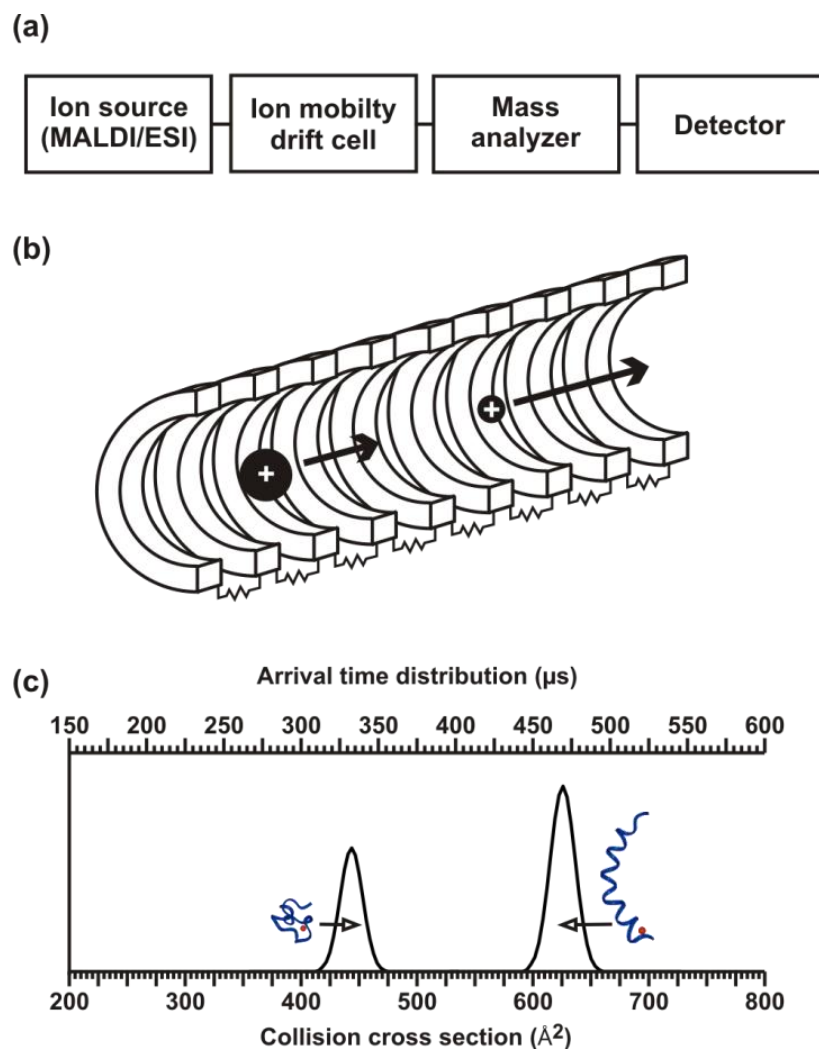 (a)
Ion source
(MALDI/ESI)
Ion mobilty
drift cell
Mass
analyzer
Detector
(b)
+
+
(c)
Arrival time distribution (µs)
150 200 250 300 350 400 450 500 550 600
200 250 300 400 500 600 700 800
Collision cross section (Å²)